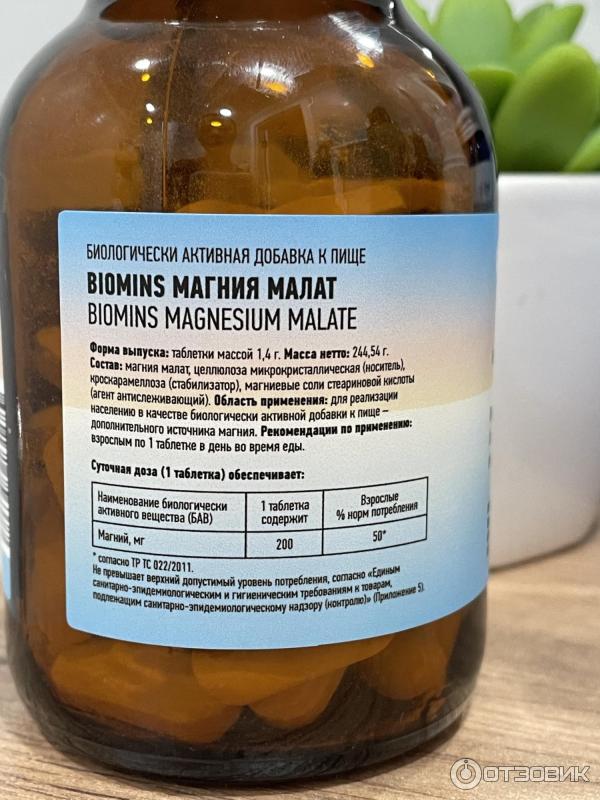 БИОЛОГИЧЕСКИ АКТИВНАЯ ДОБАВКА К ПИЩЕ
BIOMINS МАГНИЯ МАЛАТ
BIOMINS MAGNESIUM MALATE
Форма выпуска: таблетки массой 1,4 г. Масса нетто: 244,54 г.
Состав: магния малат, целлюлоза микрокристаллическая (носитель),
кроскарамеллоза (стабилизатор), магниевые соли стеариновой кислоты
(агент антислеживающий). Область применения: для реализации
населению в качестве биологически активной добавки к пище –
дополнительного источника магния. Рекомендации по применению:
взрослым по 1 таблетке в день во время еды.
Суточная доза (1 таблетка) обеспечивает:
Наименование биологически активного вещества (БАВ) 1 таблетка содержит Взрослые % норм потребления
Магний, мг 200 50*
* согласно ТР ТС 022/2011.
Не превышает верхний допустимый уровень потребления, согласно «Единым
санитарно-эпидемиологическим и гигиеническим требованиям к товарам,
подлежащим санитарно-эпидемиологическому надзору (контролю)» (Приложение 5).
ОТЗОВИК